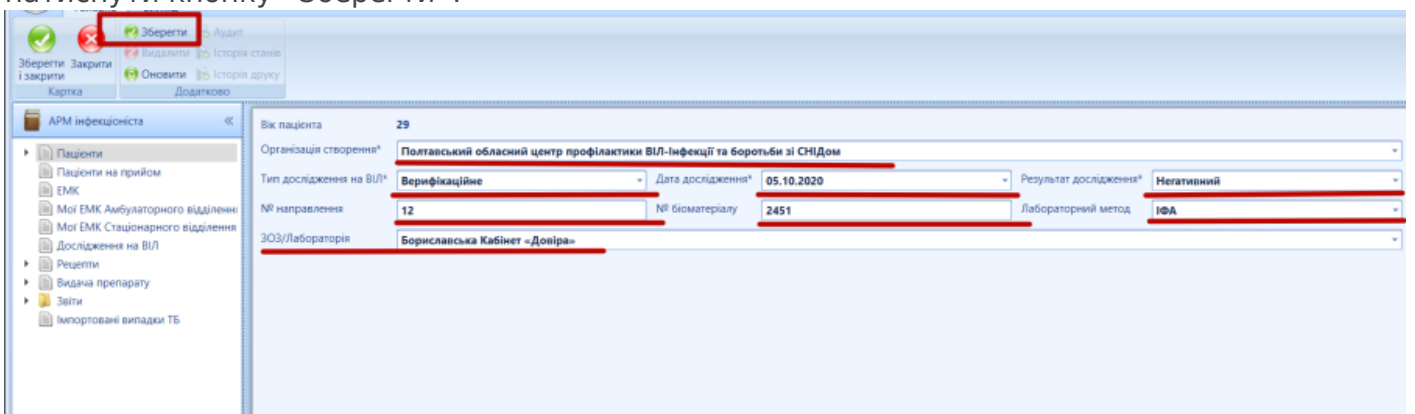 натиснути кнопку "Зберегти".
Зберегти Аудит
Видалити Історія станів
Зберегти і закрити Закрити
Оновити Історія друку
Картка Додатково
АРМ інфекціоніста «
Пацієнти
Пацієнти на прийом
ЕМК
Мої ЕМК Амбулаторного відділенн
Мої ЕМК Стаціонарного відділення
Дослідження на ВІЛ
Рецепти
Видача препарату
Звіти
Імпортовані випадки ТБ
Вік пацієнта 29
Організація створення* Полтавський обласний центр профілактики ВІЛ-Інфекції та боротьби зі СНІДом
Тип дослідження на ВІЛ* Верифікаційне Дата дослідження* 05.10.2020 Результат дослідження* Негативний
№ направлення 12 № біоматеріалу 2451 Лабораторний метод ІФА
ЗОЗ/Лабораторія Бориславська Кабінет «Довіра»